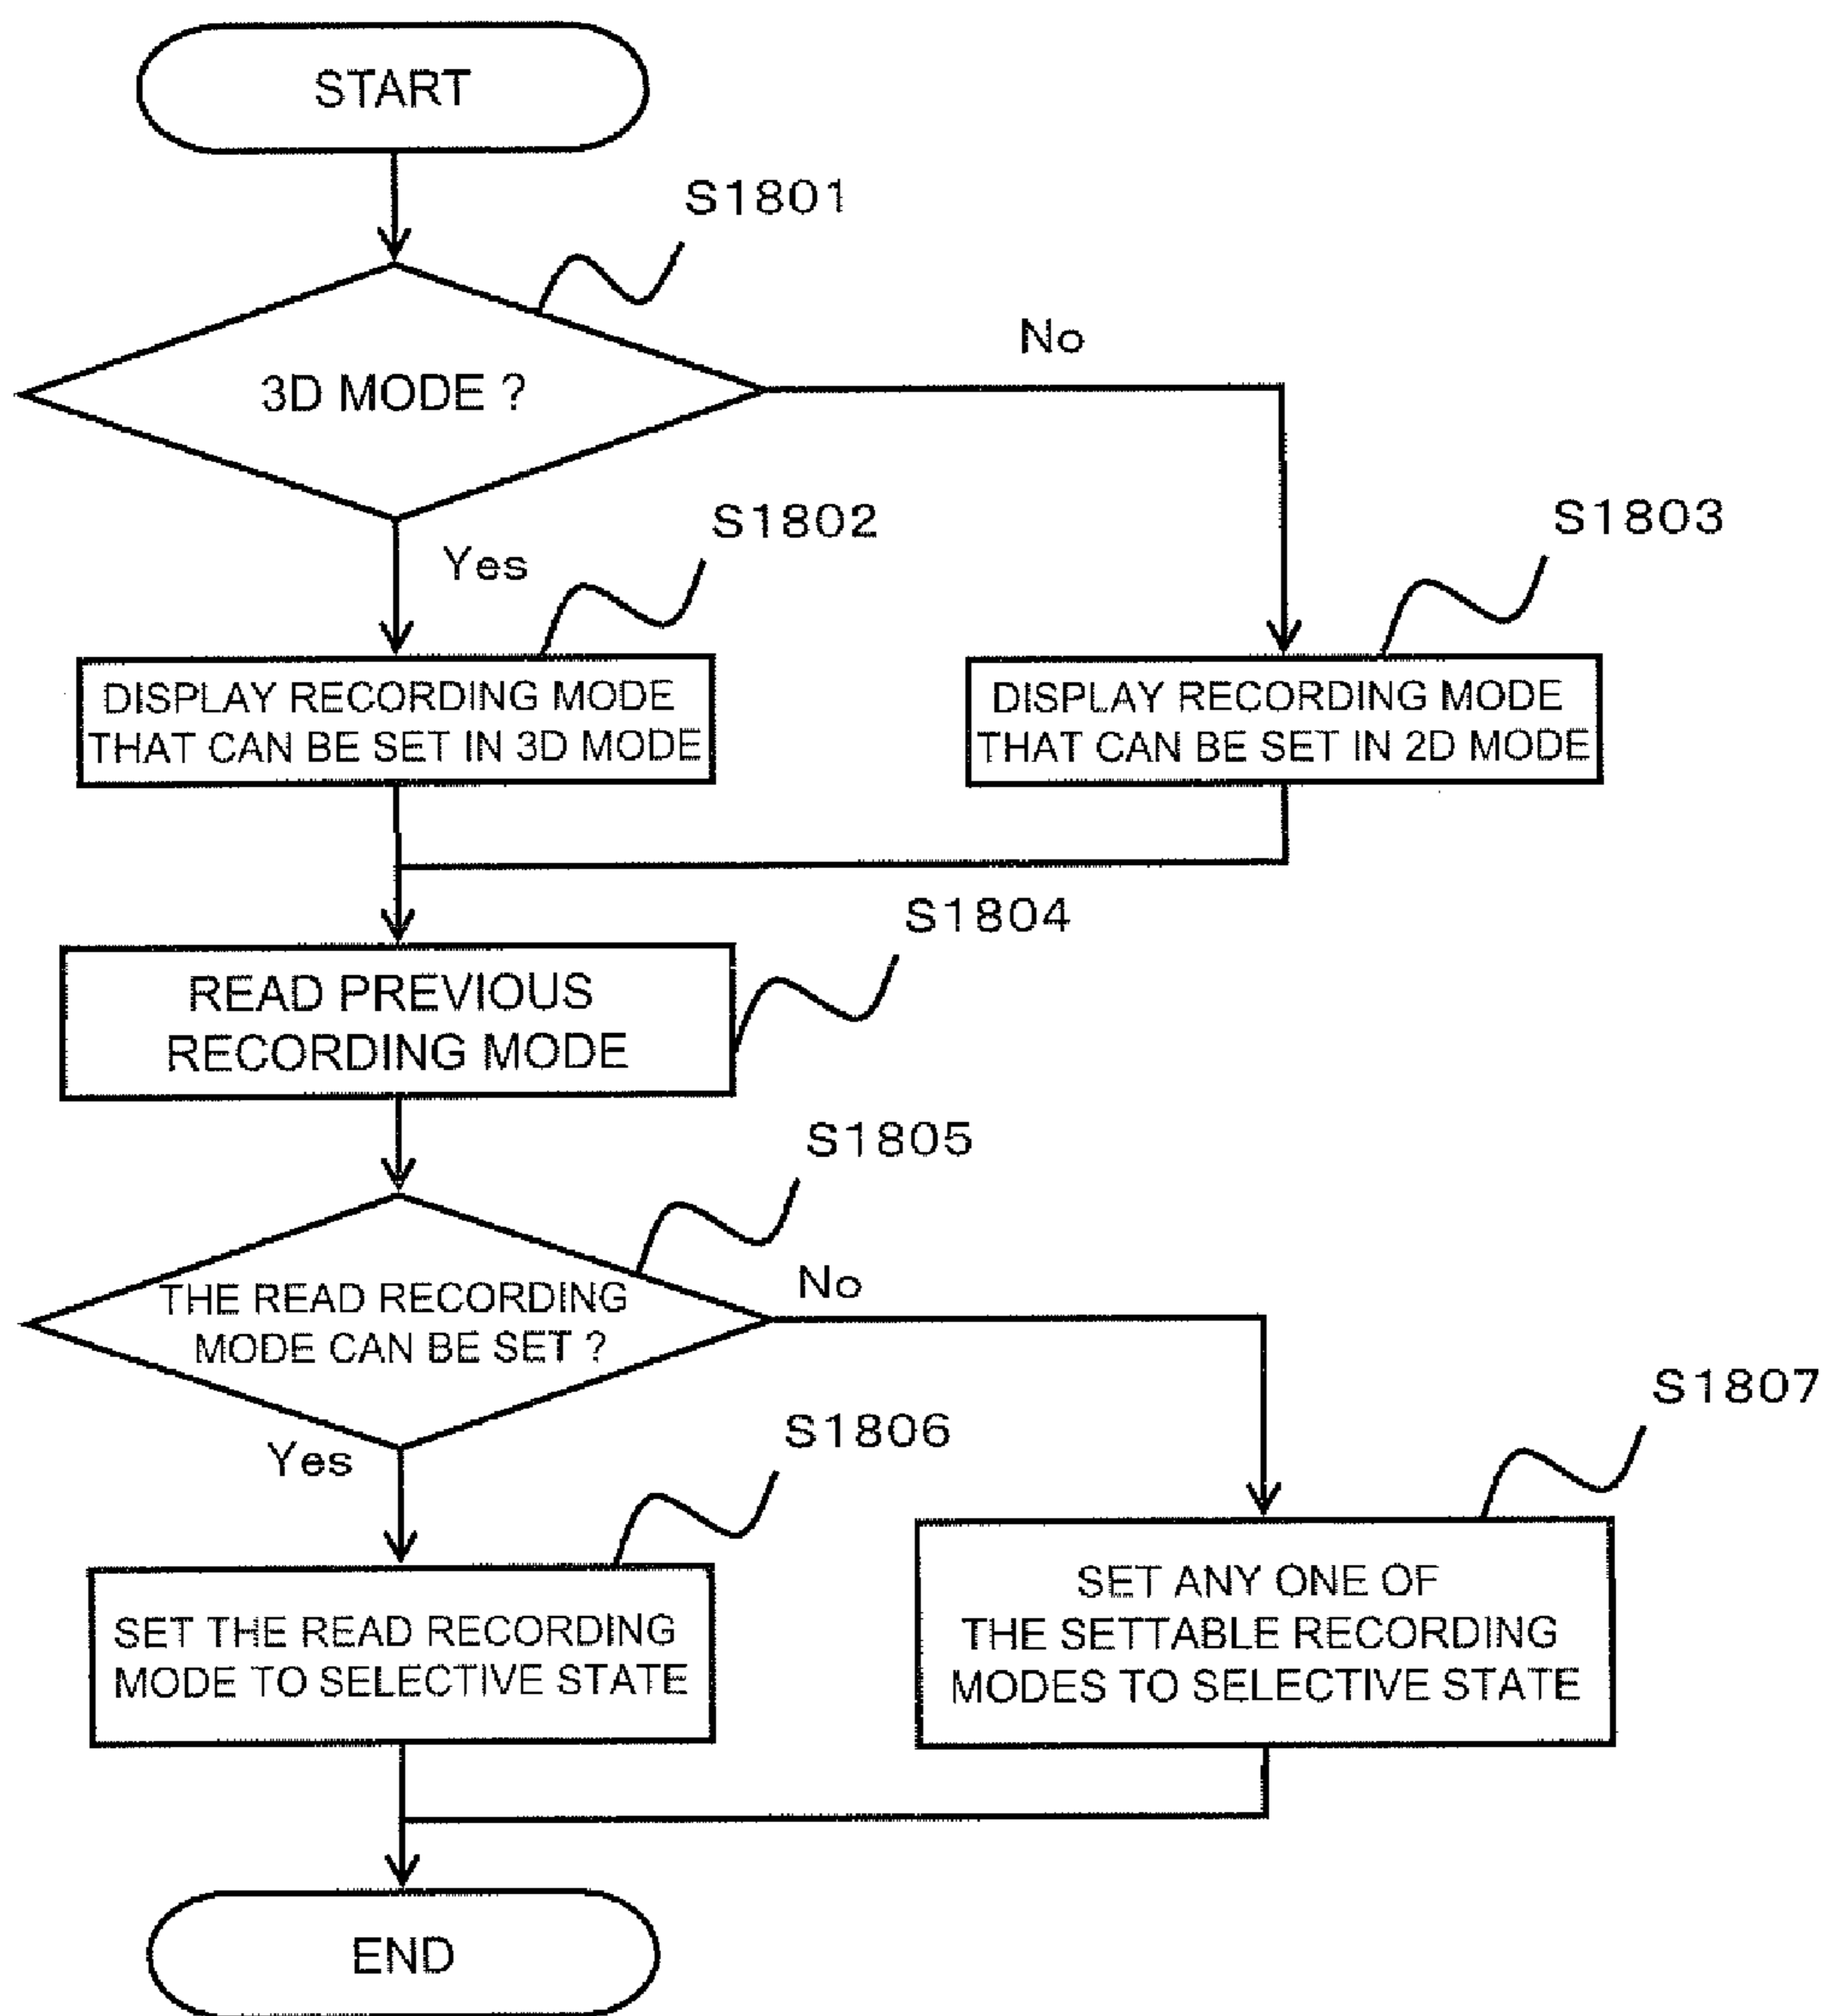 START
S1801
3D MODE ?
No
Yes
S1802
S1803
DISPLAY RECORDING MODE
THAT CAN BE SET IN 3D MODE
DISPLAY RECORDING MODE
THAT CAN BE SET IN 2D MODE
S1804
READ PREVIOUS
RECORDING MODE
S1805
THE READ RECORDING
MODE CAN BE SET ?
No
Yes
S1806
S1807
SET THE READ RECORDING
MODE TO SELECTIVE STATE
SET ANY ONE OF
THE SETTABLE RECORDING
MODES TO SELECTIVE STATE
END